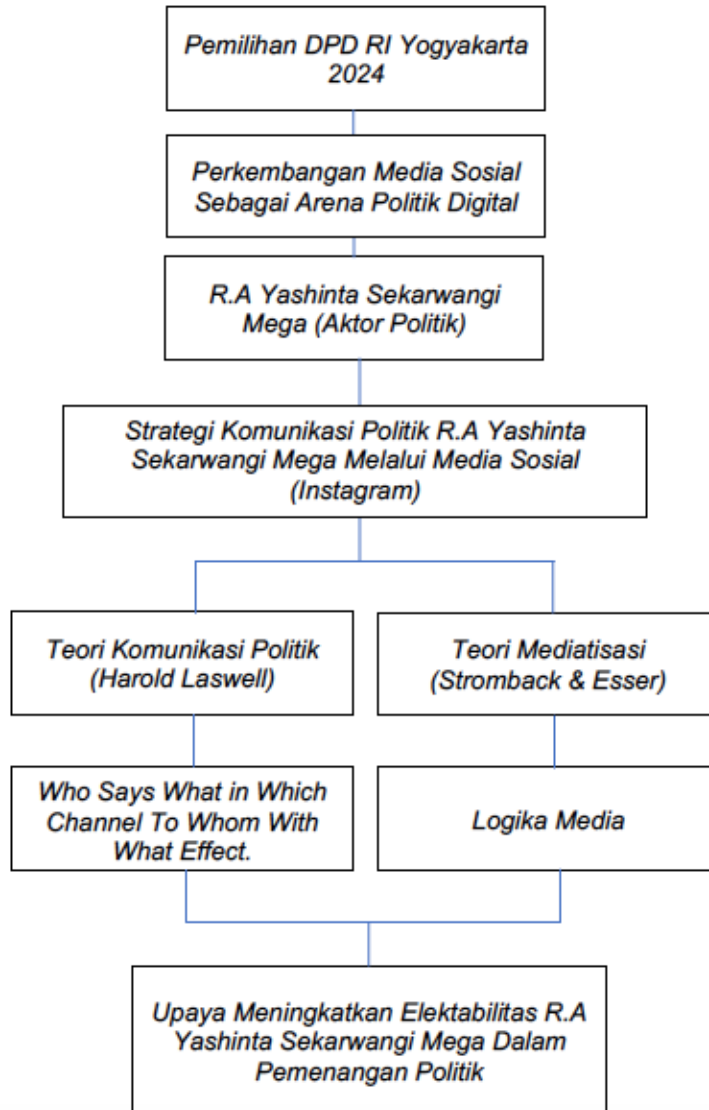 Pemilihan DPD RI Yogyakarta
2024
Perkembangan Media Sosial
Sebagai Arena Politik Digital
R.A Yashinta Sekarwangi
Mega (Aktor Politik)
Strategi Komunikasi Politik R.A Yashinta
Sekarwangi Mega Melalui Media Sosial
(Instagram)
Teori Komunikasi Politik
(Harold Laswell)
Teori Mediatisasi
(Stromback & Esser)
Who Says What in Which
Channel To Whom With
What Effect.
Logika Media
Upaya Meningkatkan Elektabilitas R.A
Yashinta Sekarwangi Mega Dalam
Pemenangan Politik